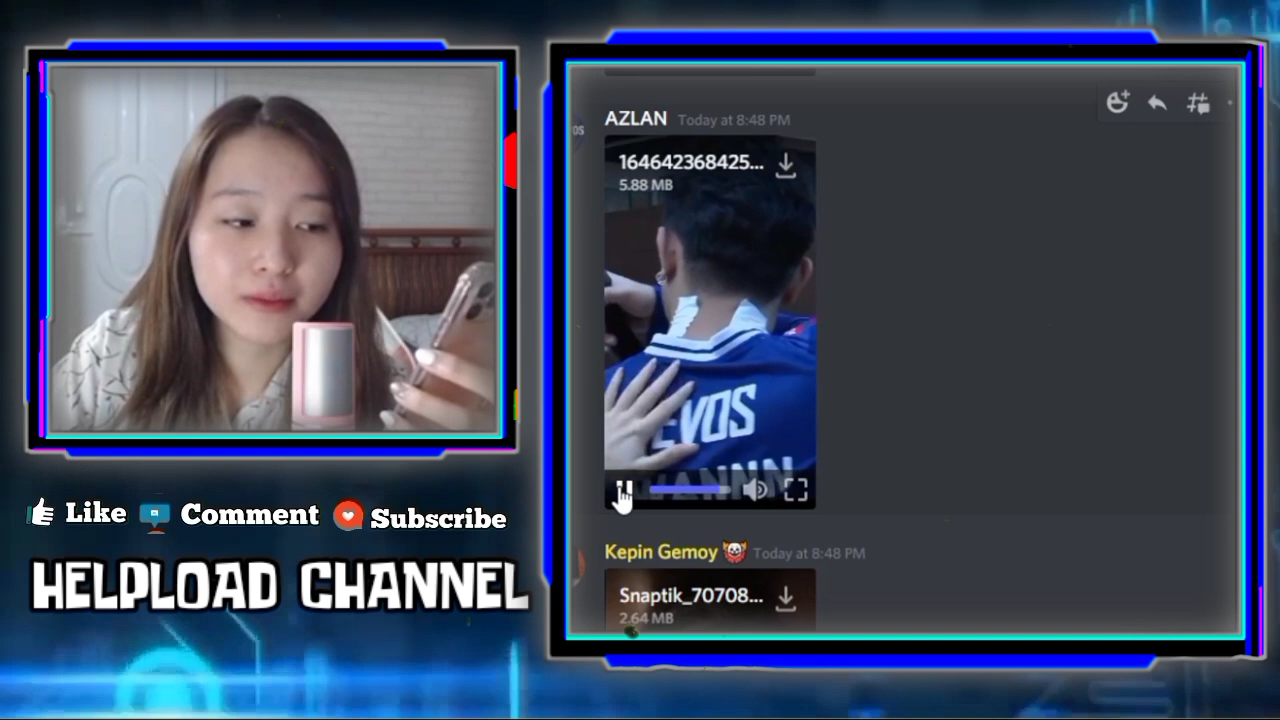 AZLAN Today at 8:48 PM
164642368425...
5.88 MB
EVOS
Kepin Gemoy Today at 8:48 PM
Snaptik_70708...
2.64 MB
Like Comment Subscribe
HELPLOAD CHANNEL